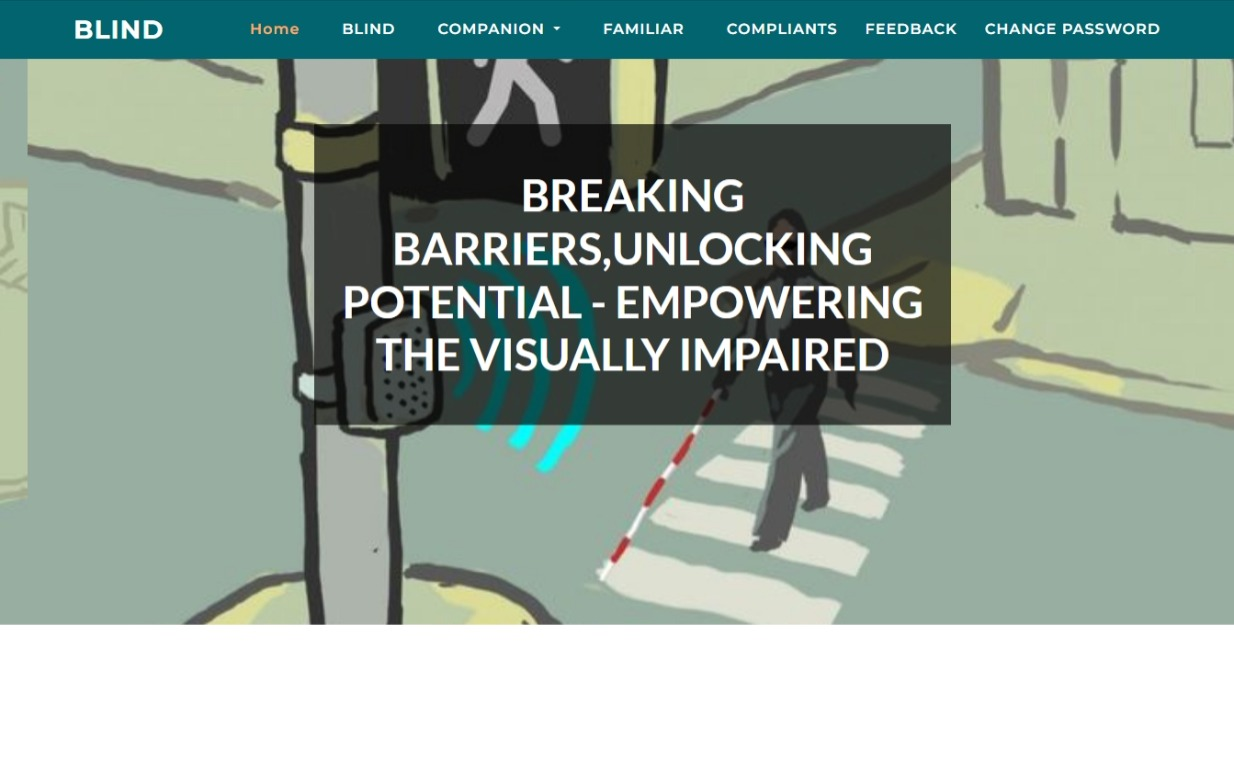 BLIND Home BLIND COMPANION FAMILIAR COMPLIANTS FEEDBACK CHANGE PASSWORD
BREAKING
BARRIERS,UNLOCKING
POTENTIAL - EMPOWERING
THE VISUALLY IMPAIRED